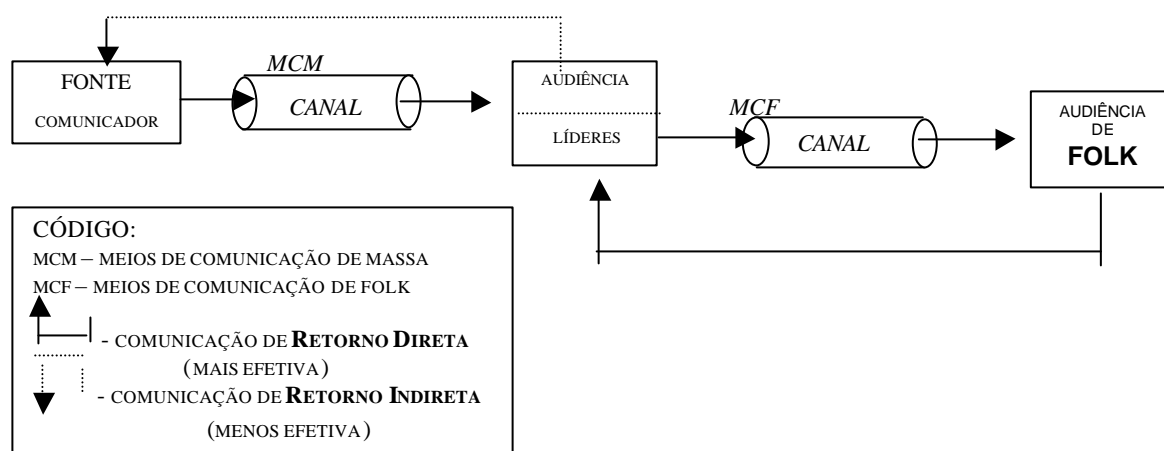 MCM
FONTE
COMUNICADOR
CANAL
AUDIÊNCIA
LÍDERES
MCF
CANAL
AUDIÊNCIA
DE
FOLK
CÓDIGO:
MCM – MEIOS DE COMUNICAÇÃO DE MASSA
MCF – MEIOS DE COMUNICAÇÃO DE FOLK
- COMUNICAÇÃO DE RETORNO DIRETA
(MAIS EFETIVA)
- COMUNICAÇÃO DE RETORNO INDIRETA
(MENOS EFETIVA)